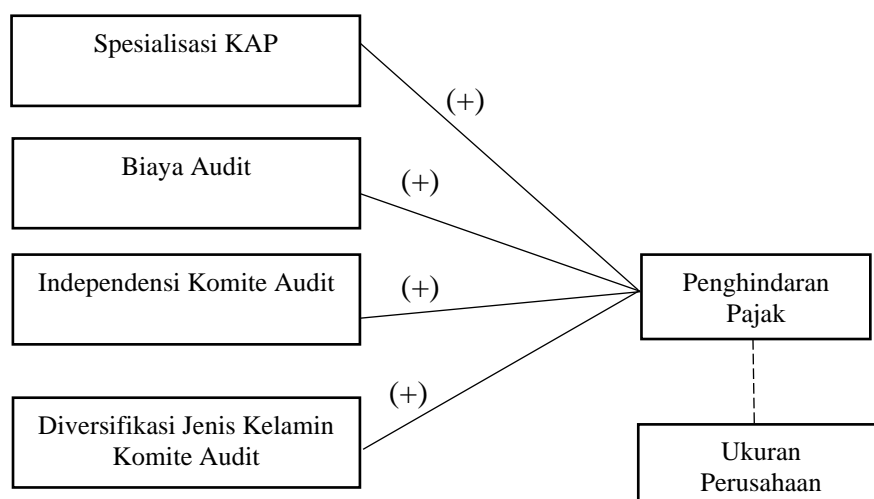 Spesialisasi KAP
(+)
Biaya Audit
(+)
Independensi Komite Audit
(+)
Penghindaran
Pajak
(+)
Diversifikasi Jenis Kelamin
Komite Audit
Ukuran
Perusahaan